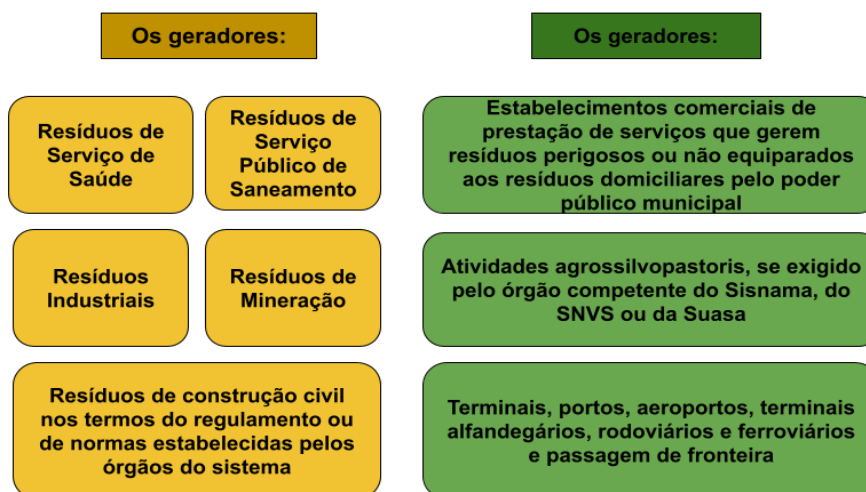 Os geradores:
Resíduos de
Serviço de
Saúde
Resíduos de
Serviço
Público de
Saneamento
Resíduos
Industriais
Resíduos de
Mineração
Resíduos de construção civil
nos termos do regulamento ou
de normas estabelecidas pelos
órgãos do sistema
Os geradores:
Estabelecimentos comerciais de
prestação de serviços que gerem
resíduos perigosos ou não equiparados
aos resíduos domiciliares pelo poder
público municipal
Atividades agrossilvopastoris, se exigido
pelo órgão competente do Sisnama, do
SNVS ou da Suasa
Terminais, portos, aeroportos, terminais
alfandegários, rodoviários e ferroviários
e passagem de fronteira